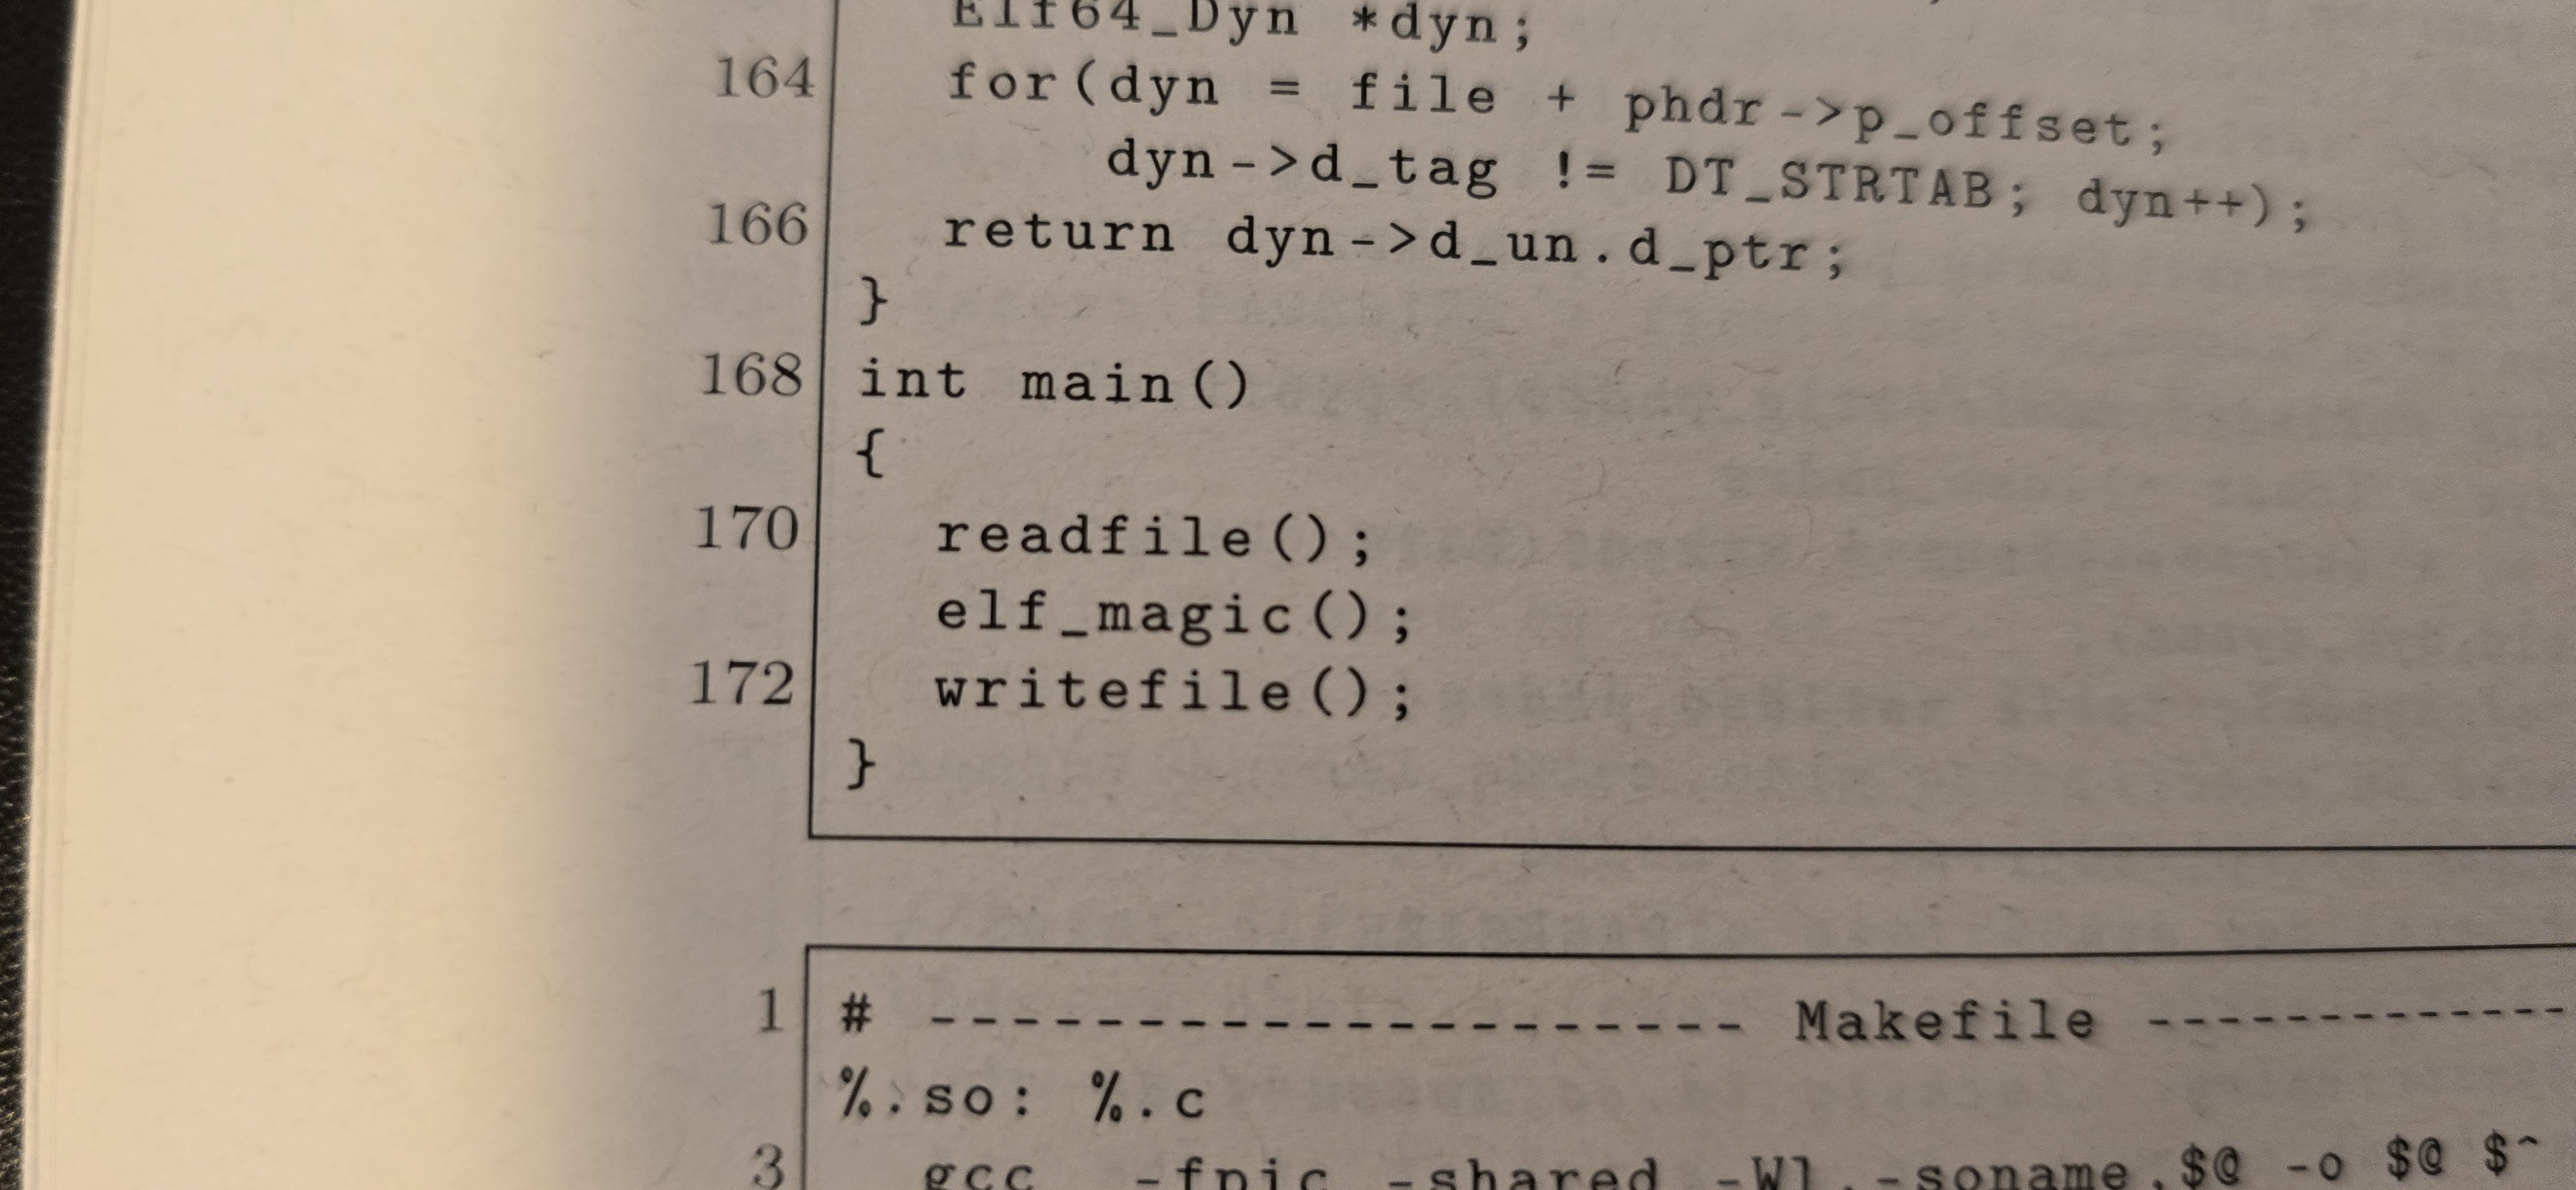 Elf64_Dyn *dyn;
164 for(dyn = file + phdr->p_offset;
dyn->d_tag != DT_STRTAB; dyn++);
166 return dyn->d_un.d_ptr;
}
168 int main()
{
170 readfile();
elf_magic();
172 writefile();
}
1 # -------------------- Makefile -------------
%.so: %.c
3 gcc -fpic -shared -Wl,-soname,$@ -o $@ $^